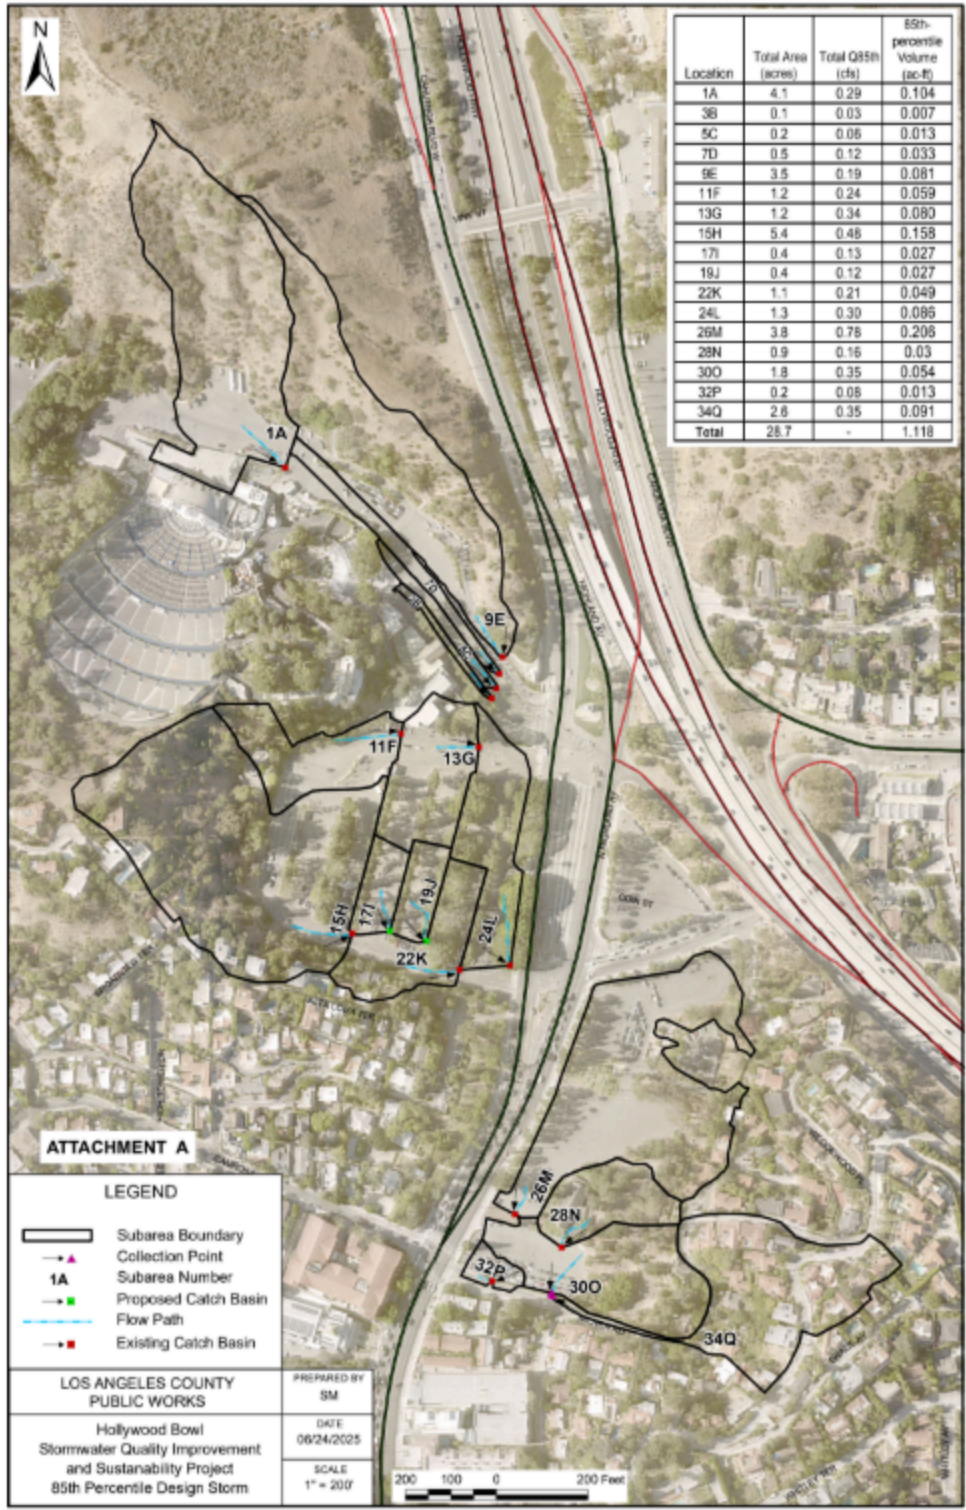 N
Location Total Area (acres) Total Q85th (cfs) 85th-percentile Volume (ac-ft)
1A 4.1 0.29 0.104
3B 0.1 0.03 0.007
5C 0.2 0.06 0.013
7D 0.5 0.12 0.033
9E 3.5 0.19 0.081
11F 1.2 0.24 0.059
13G 1.2 0.34 0.080
15H 5.4 0.48 0.158
17I 0.4 0.13 0.027
19J 0.4 0.12 0.027
22K 1.1 0.21 0.049
24L 1.3 0.30 0.086
26M 3.8 0.78 0.206
28N 0.9 0.16 0.03
30O 1.8 0.35 0.054
32P 0.2 0.08 0.013
34Q 2.6 0.35 0.091
Total 28.7 - 1.118
1A
7D
9E
11F
13G
15H
17I
19J
22K
24L
ODIN ST
26M
28N
32P
30O
34Q
ATTACHMENT A
LEGEND
Subarea Boundary
Collection Point
1A Subarea Number
Proposed Catch Basin
Flow Path
Existing Catch Basin
LOS ANGELES COUNTY
PUBLIC WORKS
PREPARED BY
SM
Hollywood Bowl
Stormwater Quality Improvement
and Sustanability Project
85th Percentile Design Storm
DATE
06/24/2025
SCALE
1" = 200'
200 100 0 200 Feet